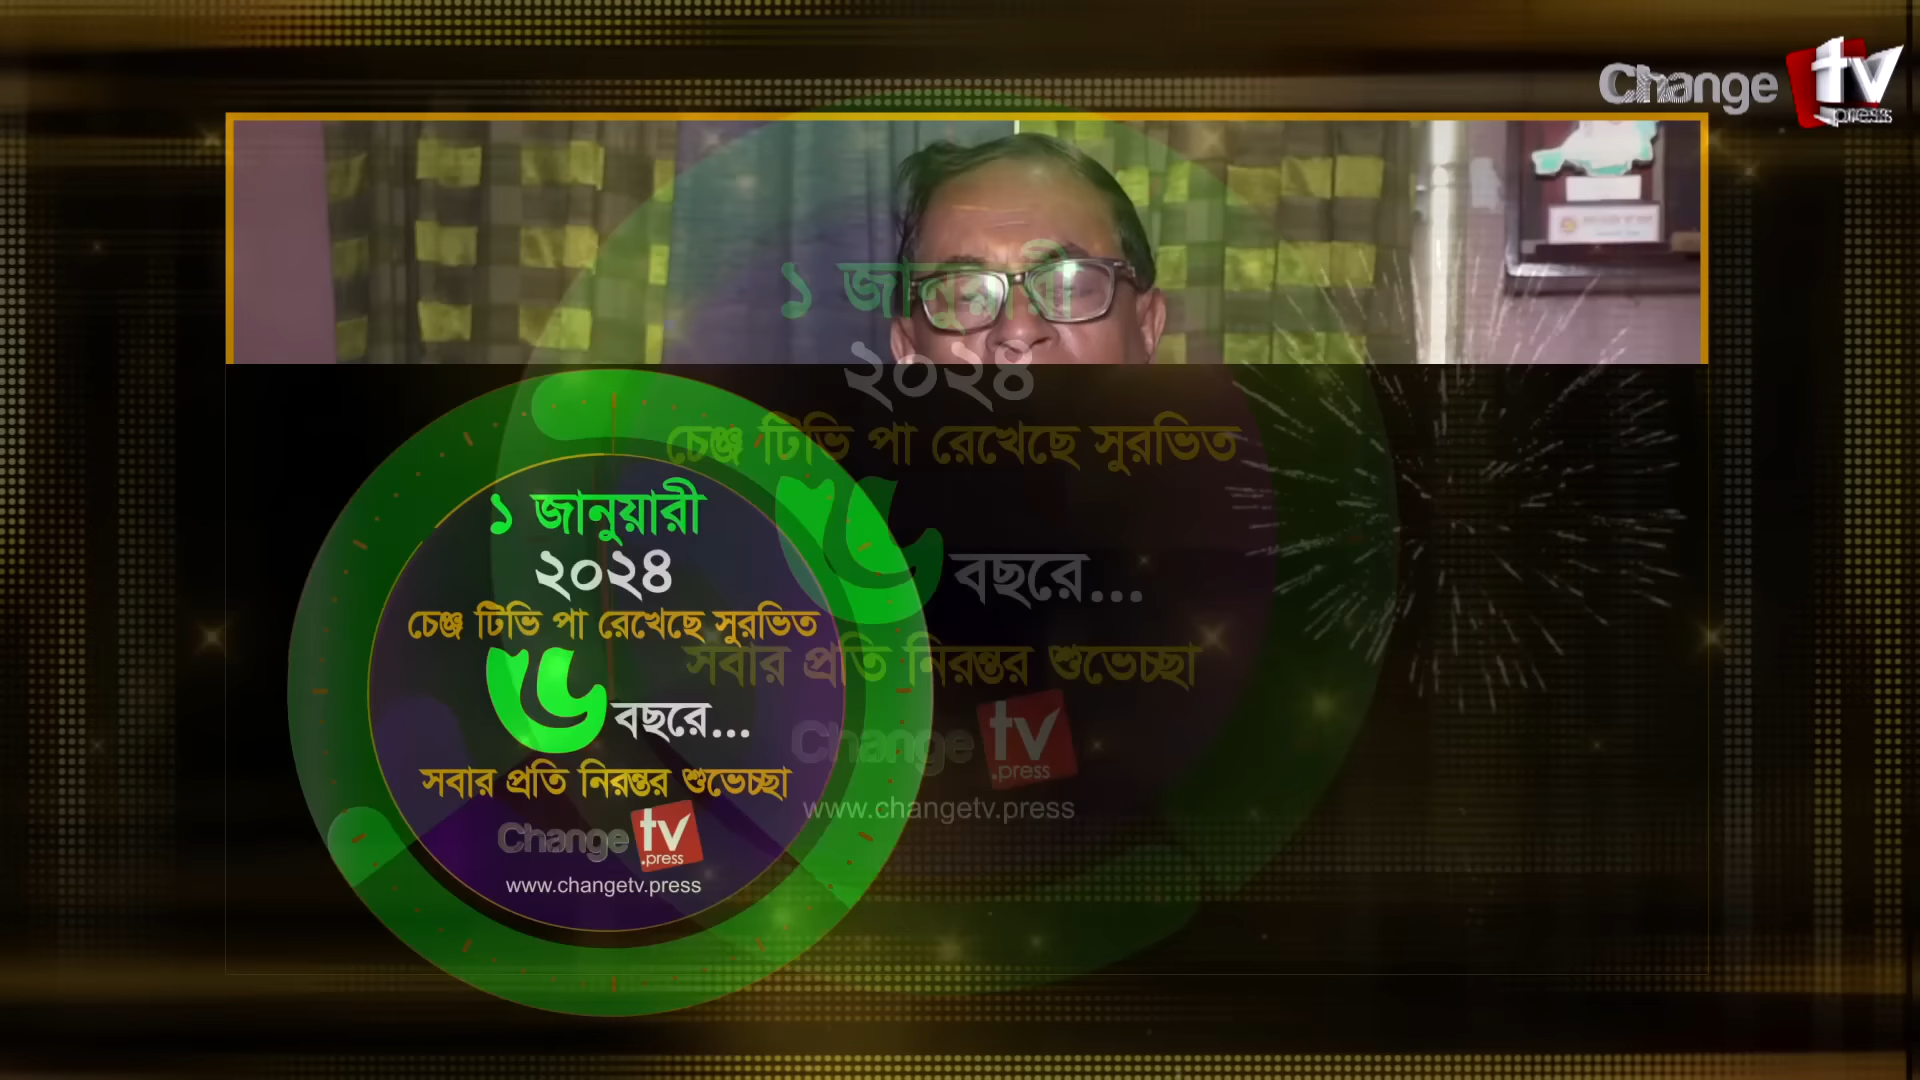 Change tv
.press
১ জানুয়ারী
২০২৪
চেঞ্জ টিভি পা রেখেছে সুরভিত
৬ বছরে...
সবার প্রতি নিরন্তর শুভেচ্ছা
Change tv
.press
www.changetv.press
১ জানুয়ারী
২০২৪
চেঞ্জ টিভি পা রেখেছে সুরভিত
৬ বছরে...
সবার প্রতি নিরন্তর শুভেচ্ছা
Change tv
.press
www.changetv.press